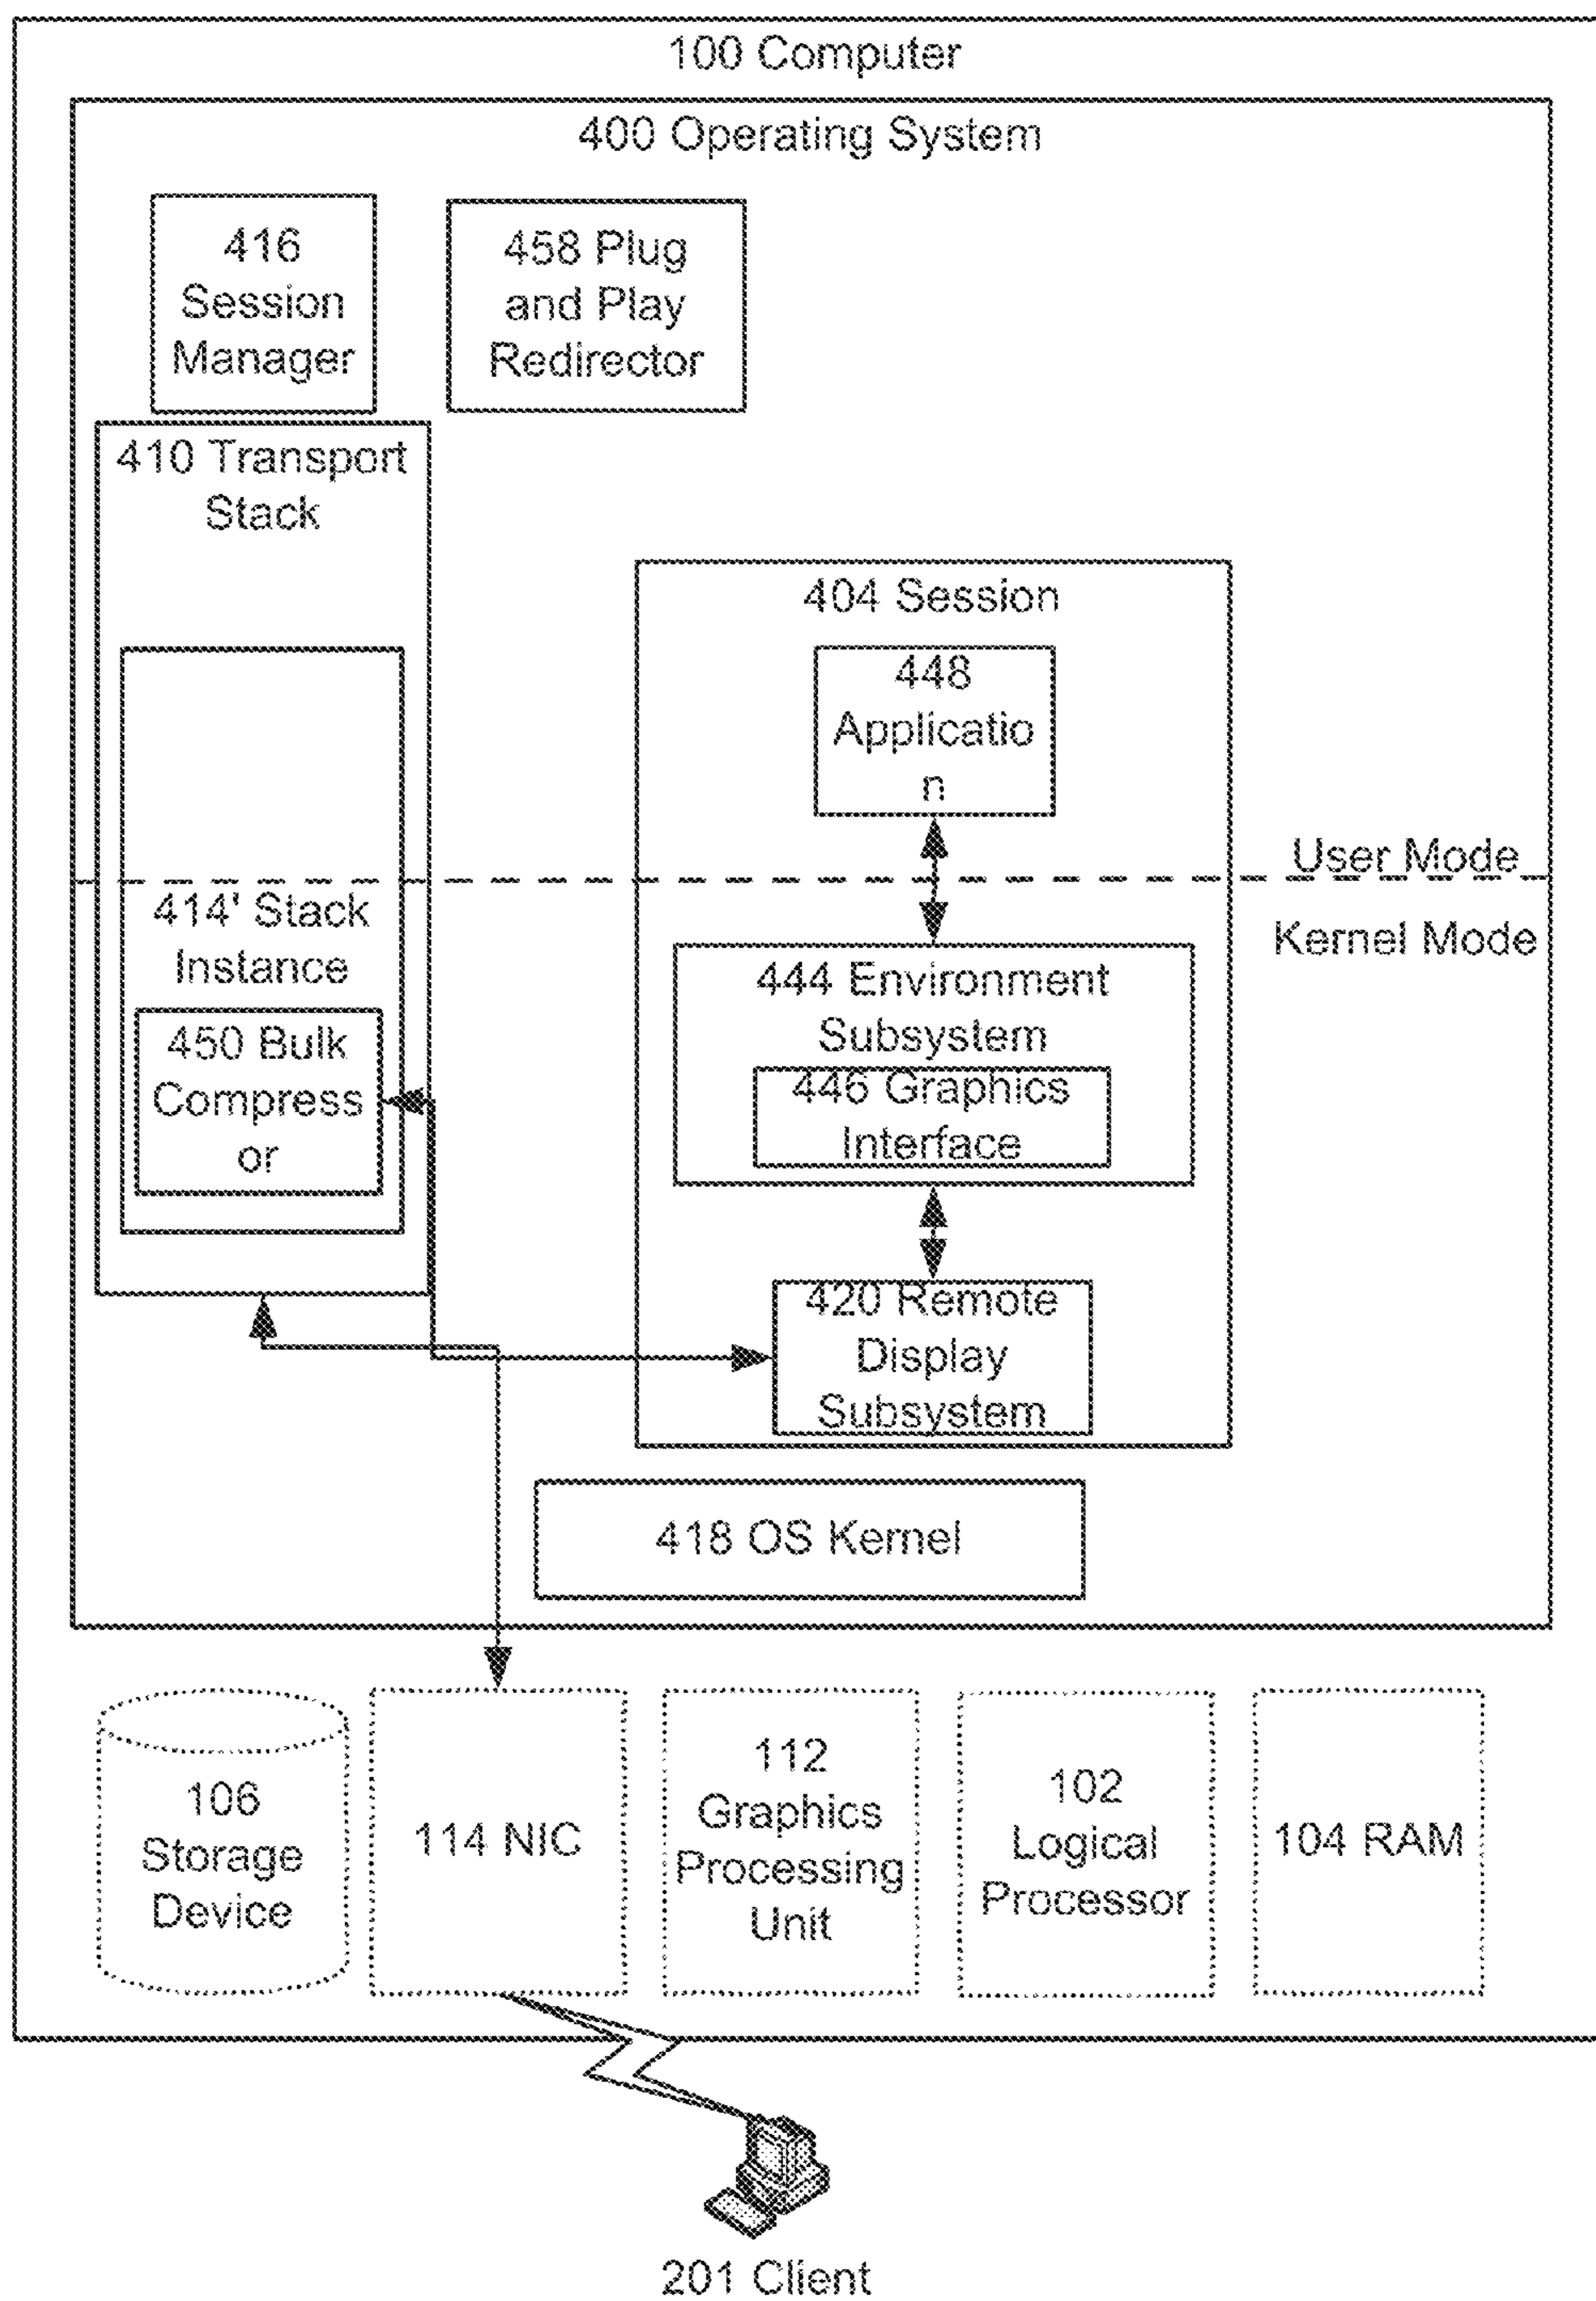 100 Computer
400 Operating System
416
Session
Manager
458 Plug
and Play
Redirector
410 Transport
Stack
404 Session
448
Applicatio
n
User Mode
Kernel Mode
414' Stack
Instance
450 Bulk
Compress
or
444 Environment
Subsystem
446 Graphics
Interface
420 Remote
Display
Subsystem
418 OS Kernel
106
Storage
Device
114 NIC
112
Graphics
Processing
Unit
102
Logical
Processor
104 RAM
201 Client